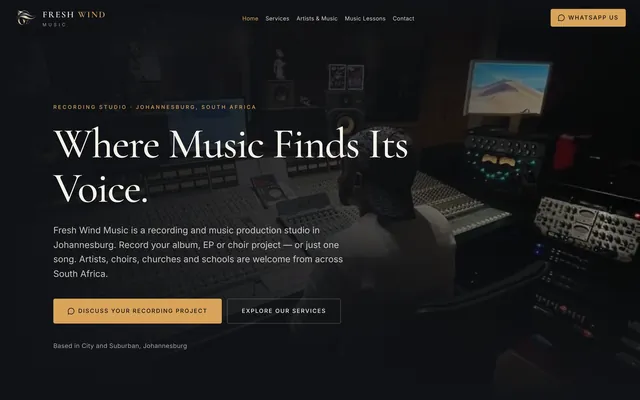 FRESH WIND
MUSIC
Home Services Artists & Music Music Lessons Contact
WHATSAPP US
RECORDING STUDIO · JOHANNESBURG, SOUTH AFRICA
Where Music Finds Its
Voice.
Fresh Wind Music is a recording and music production studio in
Johannesburg. Record your album, EP or choir project — or just one
song. Artists, choirs, churches and schools are welcome from across
South Africa.
DISCUSS YOUR RECORDING PROJECT
EXPLORE OUR SERVICES
Based in City and Suburban, Johannesburg